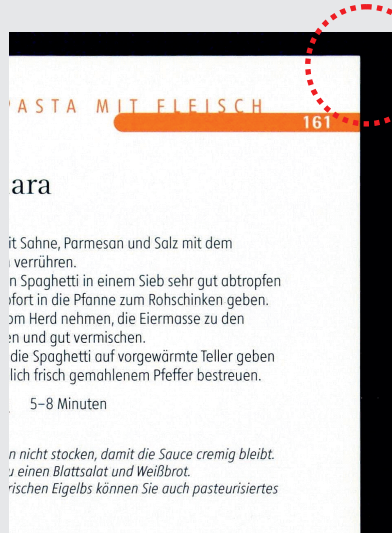 ASTA MIT FLEISCH
161
ara
it Sahne, Parmesan und Salz mit dem
verrühren.
n Spaghetti in einem Sieb sehr gut abtropfen
ofort in die Pfanne zum Rohschinken geben.
om Herd nehmen, die Eiermasse zu den
en und gut vermischen.
die Spaghetti auf vorgewärmte Teller geben
lich frisch gemahlenem Pfeffer bestreuen.
5–8 Minuten
n nicht stocken, damit die Sauce cremig bleibt.
u einen Blattsalat und Weißbrot.
rischen Eigelbs können Sie auch pasteurisiertes